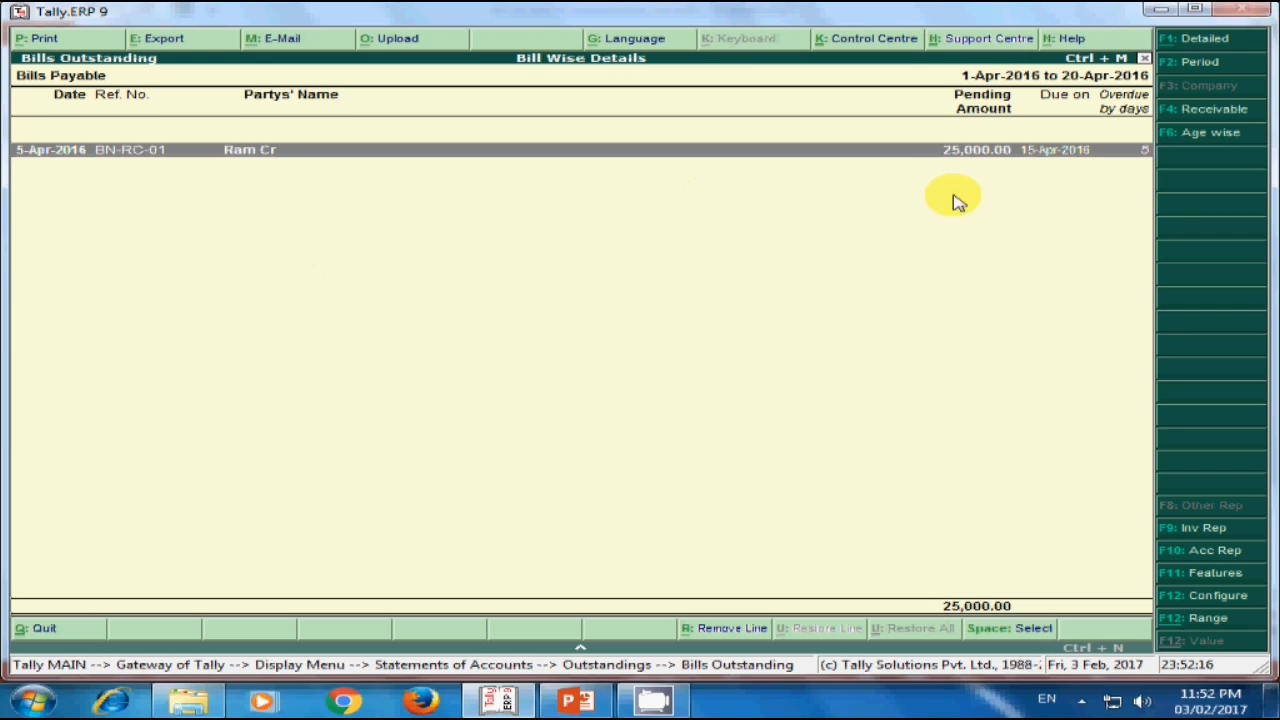 Tally.ERP 9
P: Print E: Export M: E-Mail O: Upload G: Language K: Keyboard K: Control Centre H: Support Centre H: Help
Bills Outstanding Bill Wise Details Ctrl + M
Bills Payable 1-Apr-2016 to 20-Apr-2016
Date Ref. No. Partys' Name Pending Due on Overdue
Amount by days
5-Apr-2016 BN-RC-01 Ram Cr 25,000.00 15-Apr-2016 5
25,000.00
F1: Detailed
F2: Period
F3: Company
F4: Receivable
F6: Age wise
F8: Other Rep
F9: Inv Rep
F10: Acc Rep
F11: Features
F12: Configure
F12: Range
F12: Value
Q: Quit R: Remove Line U: Restore Line U: Restore All Space: Select
Ctrl + N
Tally MAIN --> Gateway of Tally --> Display Menu --> Statements of Accounts --> Outstandings --> Bills Outstanding (c) Tally Solutions Pvt. Ltd., 1988-2 Fri, 3 Feb, 2017 23:52:16
Tally ERP 9
EN 11:52 PM
03/02/2017